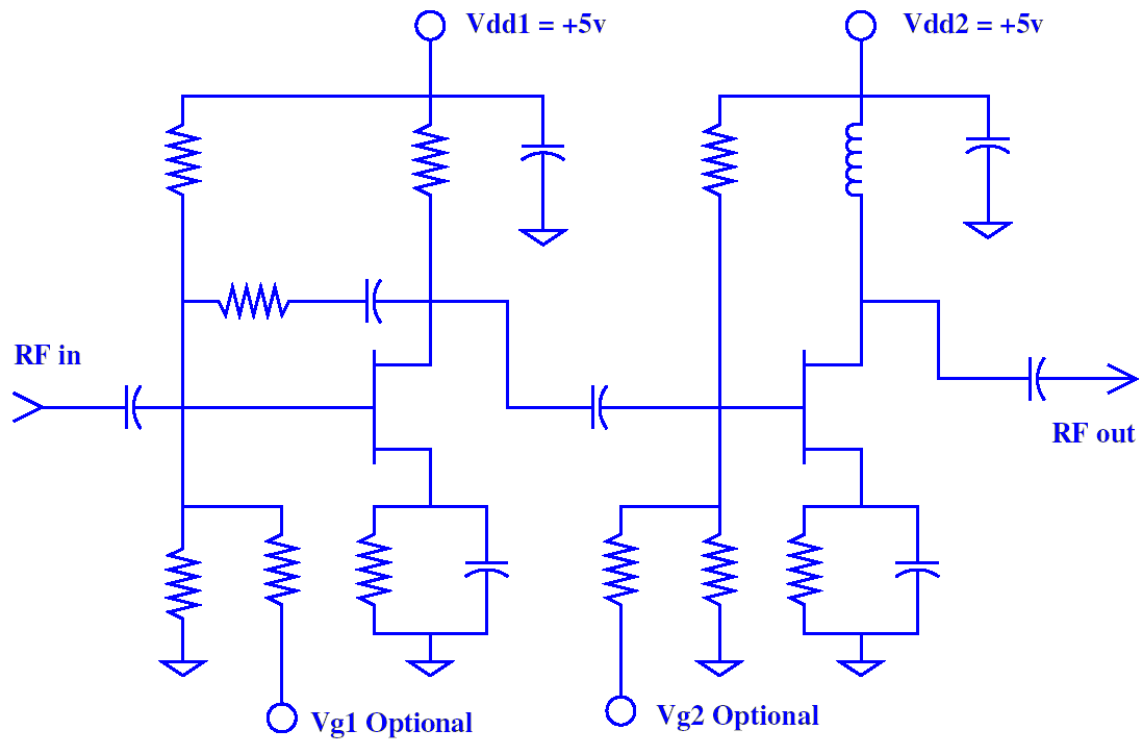 Vdd1 = +5v
Vdd2 = +5v
RF in
RF out
Vg1 Optional
Vg2 Optional